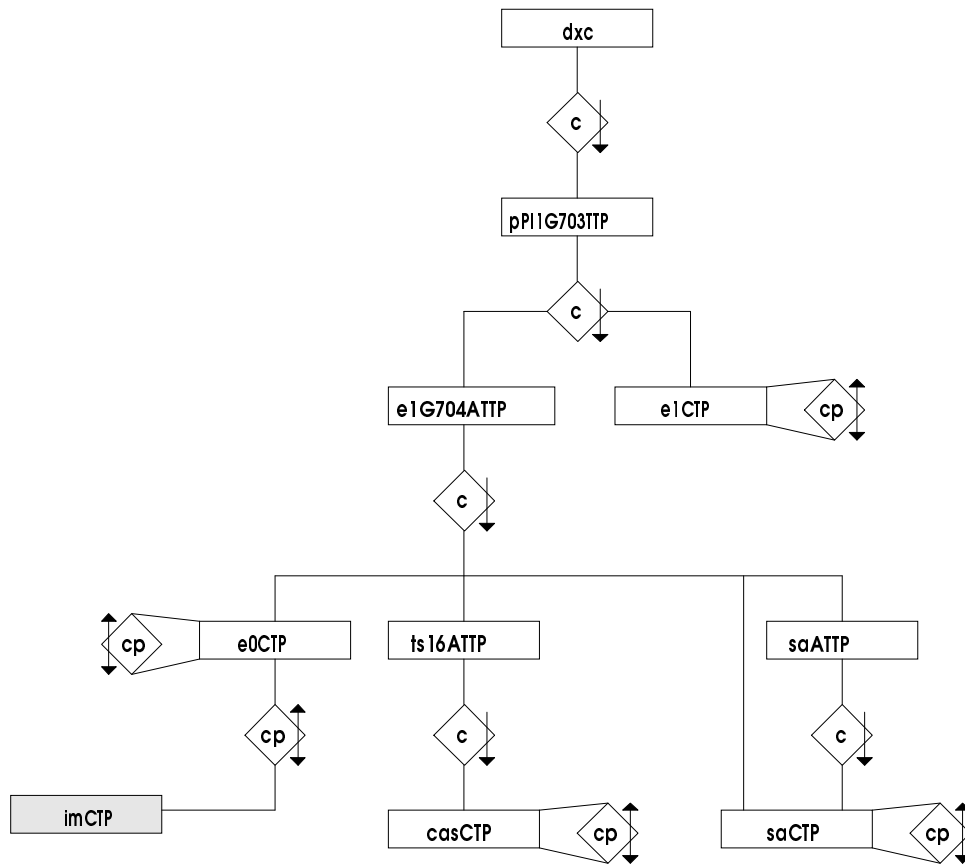 dxc
c
pPI1G703TTP
c
e1G704ATTP
e1CTP
cp
c
cp
e0CTP
ts16ATTP
saATTP
cp
c
c
imCTP
casCTP
cp
saCTP
cp